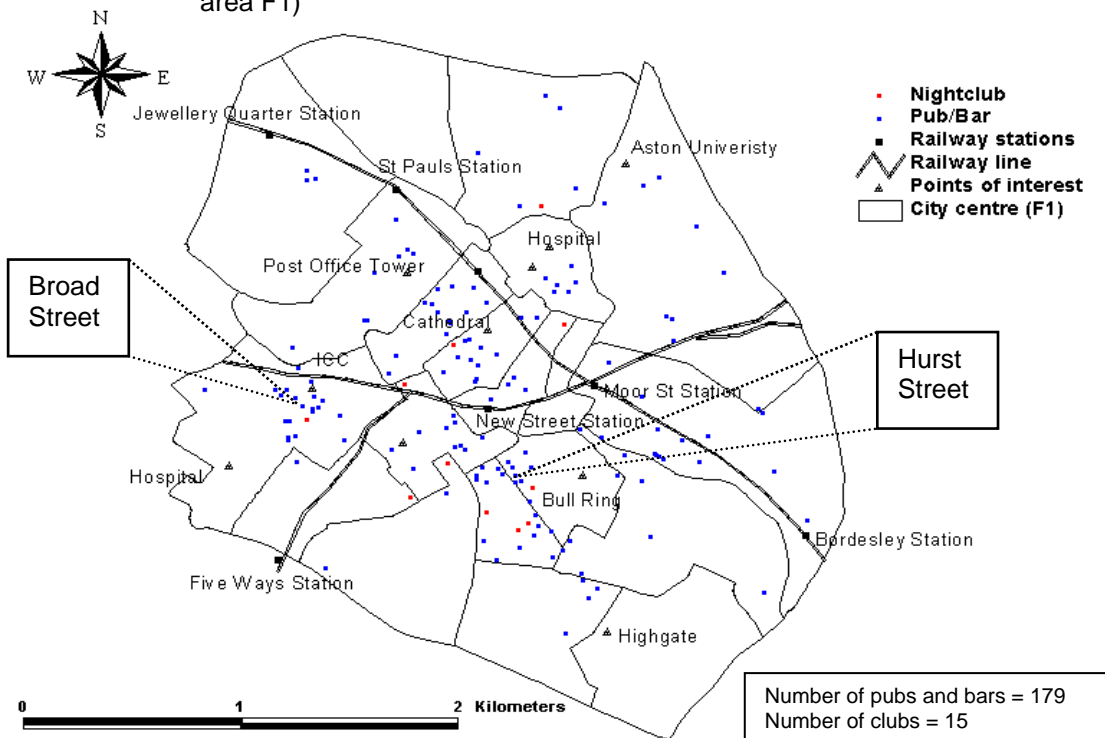 area F1)
N
W E
S
Nightclub
Pub/Bar
Railway stations
Railway line
Points of interest
City centre (F1)
Jewellery Quarter Station
St Pauls Station
Aston Univeristy
Hospital
Post Office Tower
Broad
Street
Cathedral
ICC
Hurst
Street
Moor St Station
New Street Station
Hospital
Bull Ring
Bordesley Station
Five Ways Station
Highgate
0 1 2 Kilometers
Number of pubs and bars = 179
Number of clubs = 15